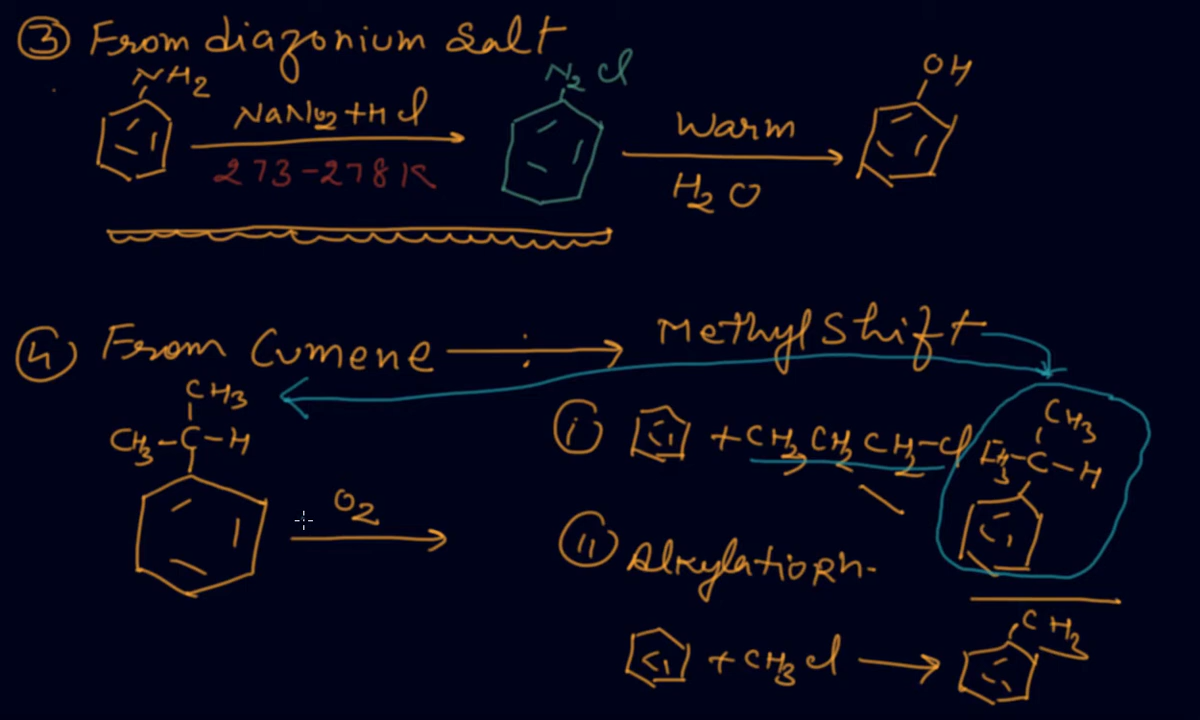 ③ From diazonium Salt
NH2
NaNO2 + HCl
273-278K
N2Cl
Warm
H2O
OH
④ From Cumene : Methyl Shift
CH3
CH3-C-H
O2
ⓘ + CH3CH2CH2-Cl
CH3
CH3-C-H
ⓘⓘ Alkylation.
+ CH3Cl
CH3